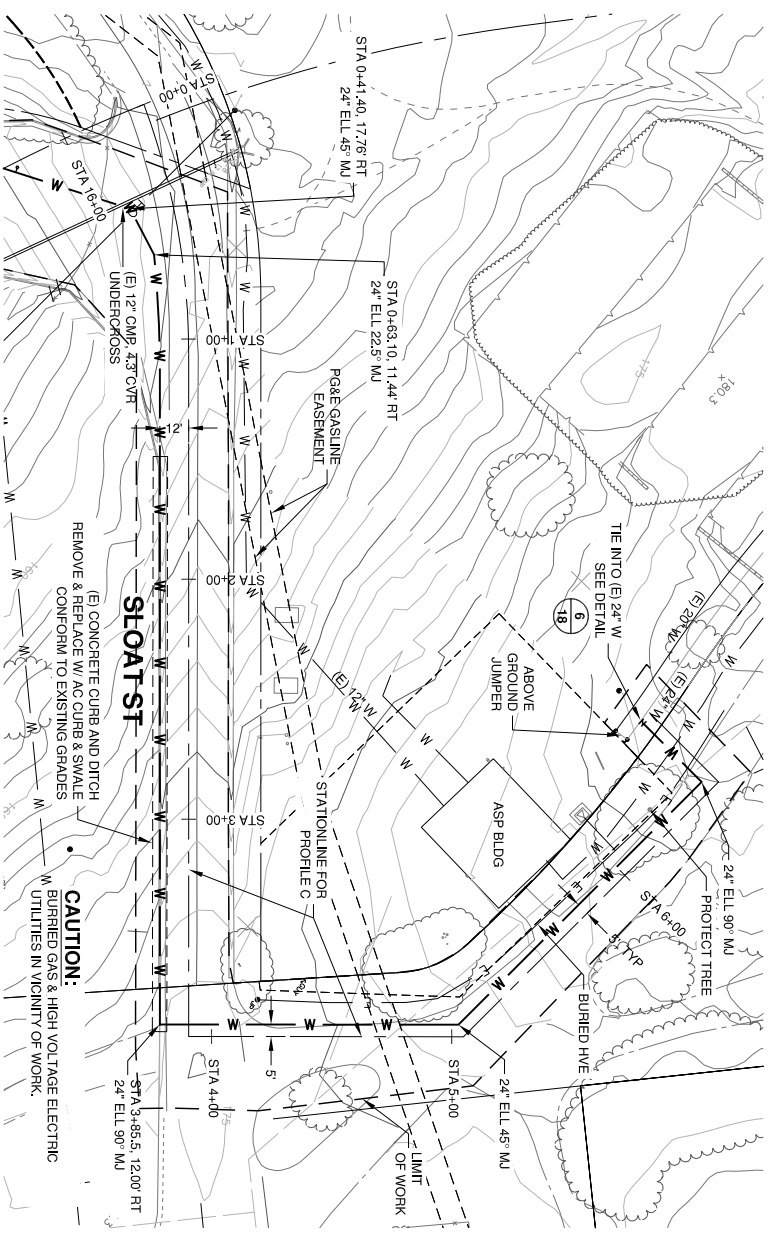 STA 0+41.40, 17.76' RT
24" ELL 45° MJ
STA 0+00
W
STA 16+00
W
STA 0+63.10, 11.44' RT
24" ELL 22.5° MJ
(E) 12" CMP, 4.3' CVR
UNDERCROSS
STA 1+00
12'
PG&E GASLINE
EASEMENT
175
180.3
TIE INTO (E) 24" W
SEE DETAIL
6
18
(E) 20" W
(E) 24" W
ABOVE
GROUND
JUMPER
(E) 12" W
STA 2+00
SLOAT ST
(E) CONCRETE CURB AND DITCH
REMOVE & REPLACE W/ AC CURB & SWALE
CONFORM TO EXISTING GRADES
ASP BLDG
STA 3+00
STATIONLINE FOR
PROFILE C
24" ELL 90° MJ
PROTECT TREE
STA 6+00
5' TYP
BURIED HVE
CAUTION:
BURRIED GAS & HIGH VOLTAGE ELECTRIC
UTILITIES IN VICINITY OF WORK.
5'
STA 4+00
STA 5+00
24" ELL 45° MJ
STA 3+85.5, 12.00' RT
24" ELL 90° MJ
LIMIT
OF WORK